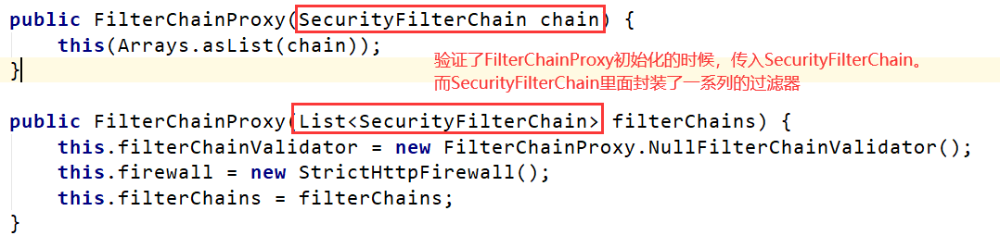 public FilterChainProxy(SecurityFilterChain chain) {
this(Arrays.asList(chain));
}
验证了FilterChainProxy初始化的时候，传入SecurityFilterChain。
而SecurityFilterChain里面封装了一系列的过滤器
public FilterChainProxy(List<SecurityFilterChain> filterChains) {
this.filterChainValidator = new FilterChainProxy.NullFilterChainValidator();
this.firewall = new StrictHttpFirewall();
this.filterChains = filterChains;
}